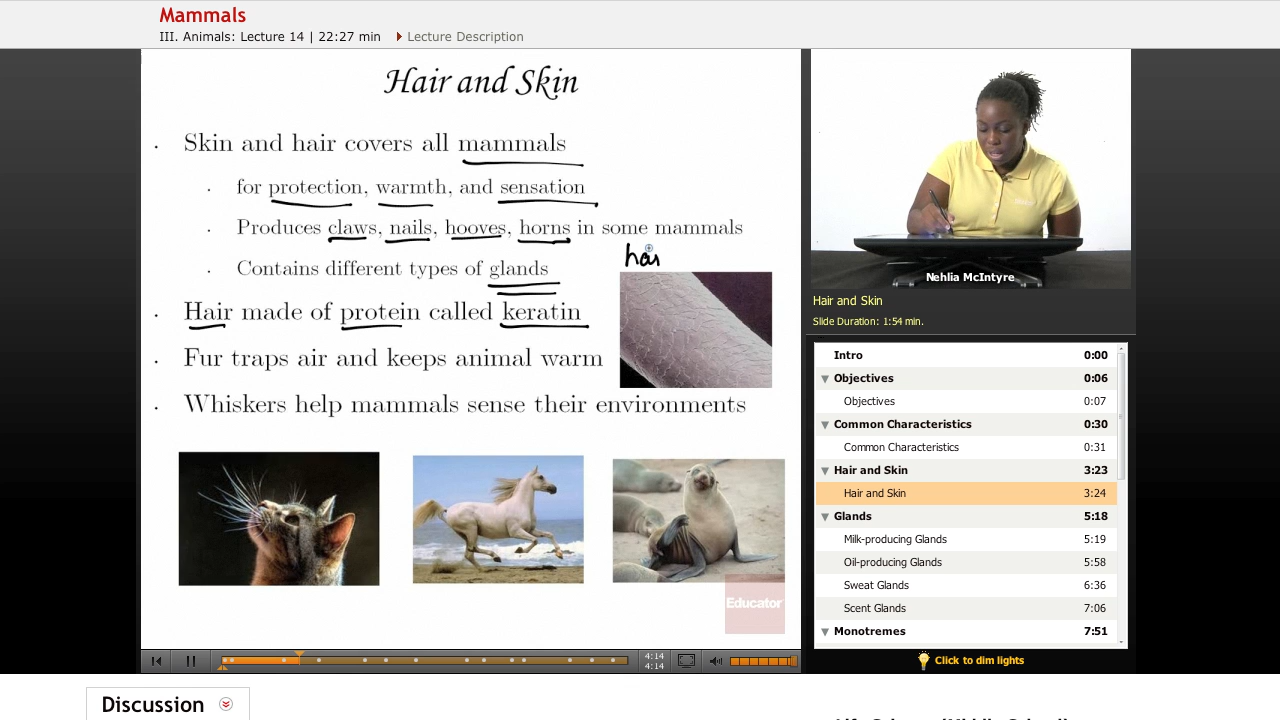 Mammals
III. Animals: Lecture 14 | 22:27 min
Lecture Description
Hair and Skin
Skin and hair covers all mammals
for protection, warmth, and sensation
Produces claws, nails, hooves, horns in some mammals
hair
Contains different types of glands
Hair made of protein called keratin
Fur traps air and keeps animal warm
Whiskers help mammals sense their environments
Educator
4:14
4:14
Nehlia McIntyre
Hair and Skin
Slide Duration: 1:54 min.
Intro 0:00
Objectives 0:06
Objectives 0:07
Common Characteristics 0:30
Common Characteristics 0:31
Hair and Skin 3:23
Hair and Skin 3:24
Glands 5:18
Milk-producing Glands 5:19
Oil-producing Glands 5:58
Sweat Glands 6:36
Scent Glands 7:06
Monotremes 7:51
Click to dim lights
Discussion